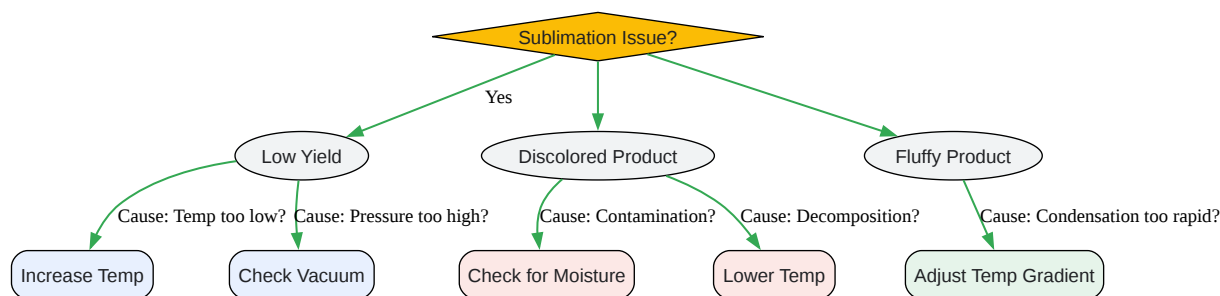 Sublimation Issue?
Yes
Low Yield
Discolored Product
Fluffy Product
Cause: Temp too low?
Cause: Pressure too high?
Cause: Contamination?
Cause: Decomposition?
Cause: Condensation too rapid?
Increase Temp
Check Vacuum
Check for Moisture
Lower Temp
Adjust Temp Gradient